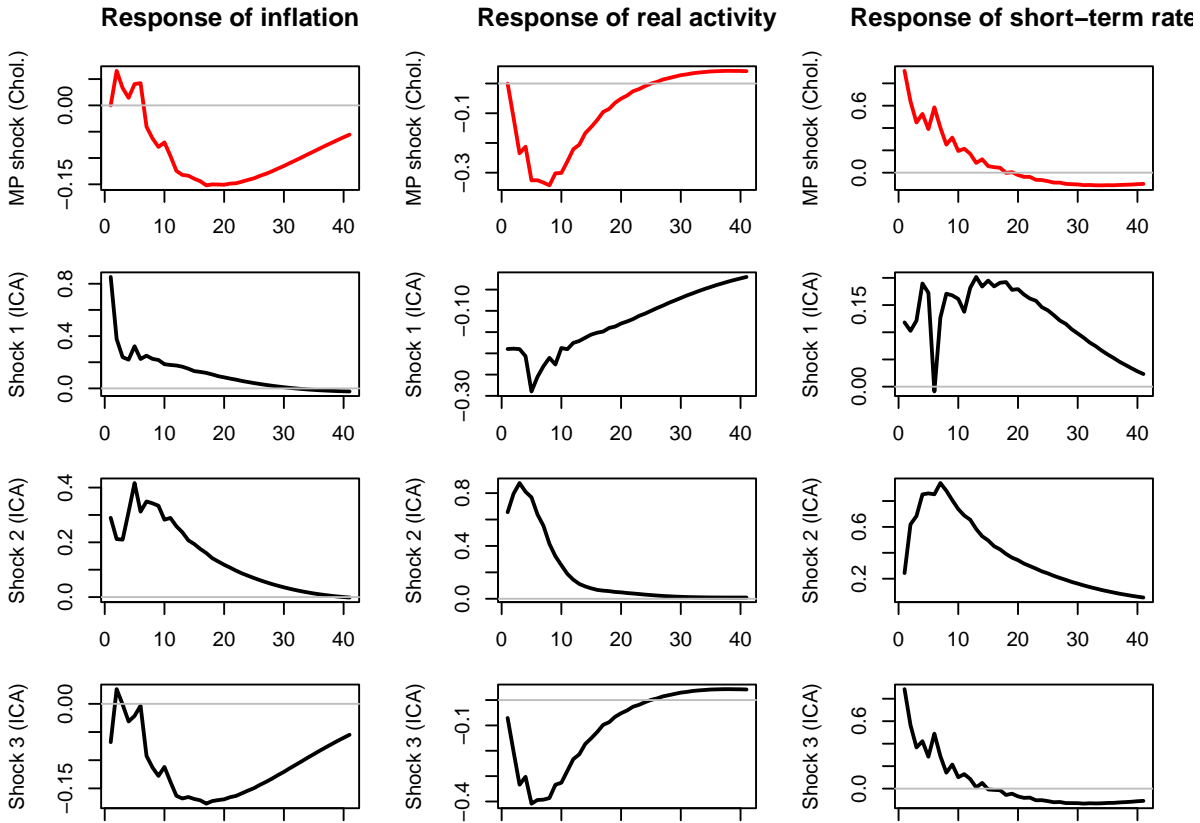 Response of inflation Response of real activity Response of short−term rate
MP shock (Chol.) −0.15 0.00 0 10 20 30 40
MP shock (Chol.) −0.3 −0.1 0 10 20 30 40
MP shock (Chol.) 0.0 0.6 0 10 20 30 40
Shock 1 (ICA) 0.0 0.4 0.8 0 10 20 30 40
Shock 1 (ICA) −0.30 −0.10 0 10 20 30 40
Shock 1 (ICA) 0.00 0.15 0 10 20 30 40
Shock 2 (ICA) 0.0 0.2 0.4 0 10 20 30 40
Shock 2 (ICA) 0.0 0.4 0.8 0 10 20 30 40
Shock 2 (ICA) 0.2 0.6 0 10 20 30 40
Shock 3 (ICA) −0.15 0.00
Shock 3 (ICA) −0.4 −0.1
Shock 3 (ICA) 0.0 0.6